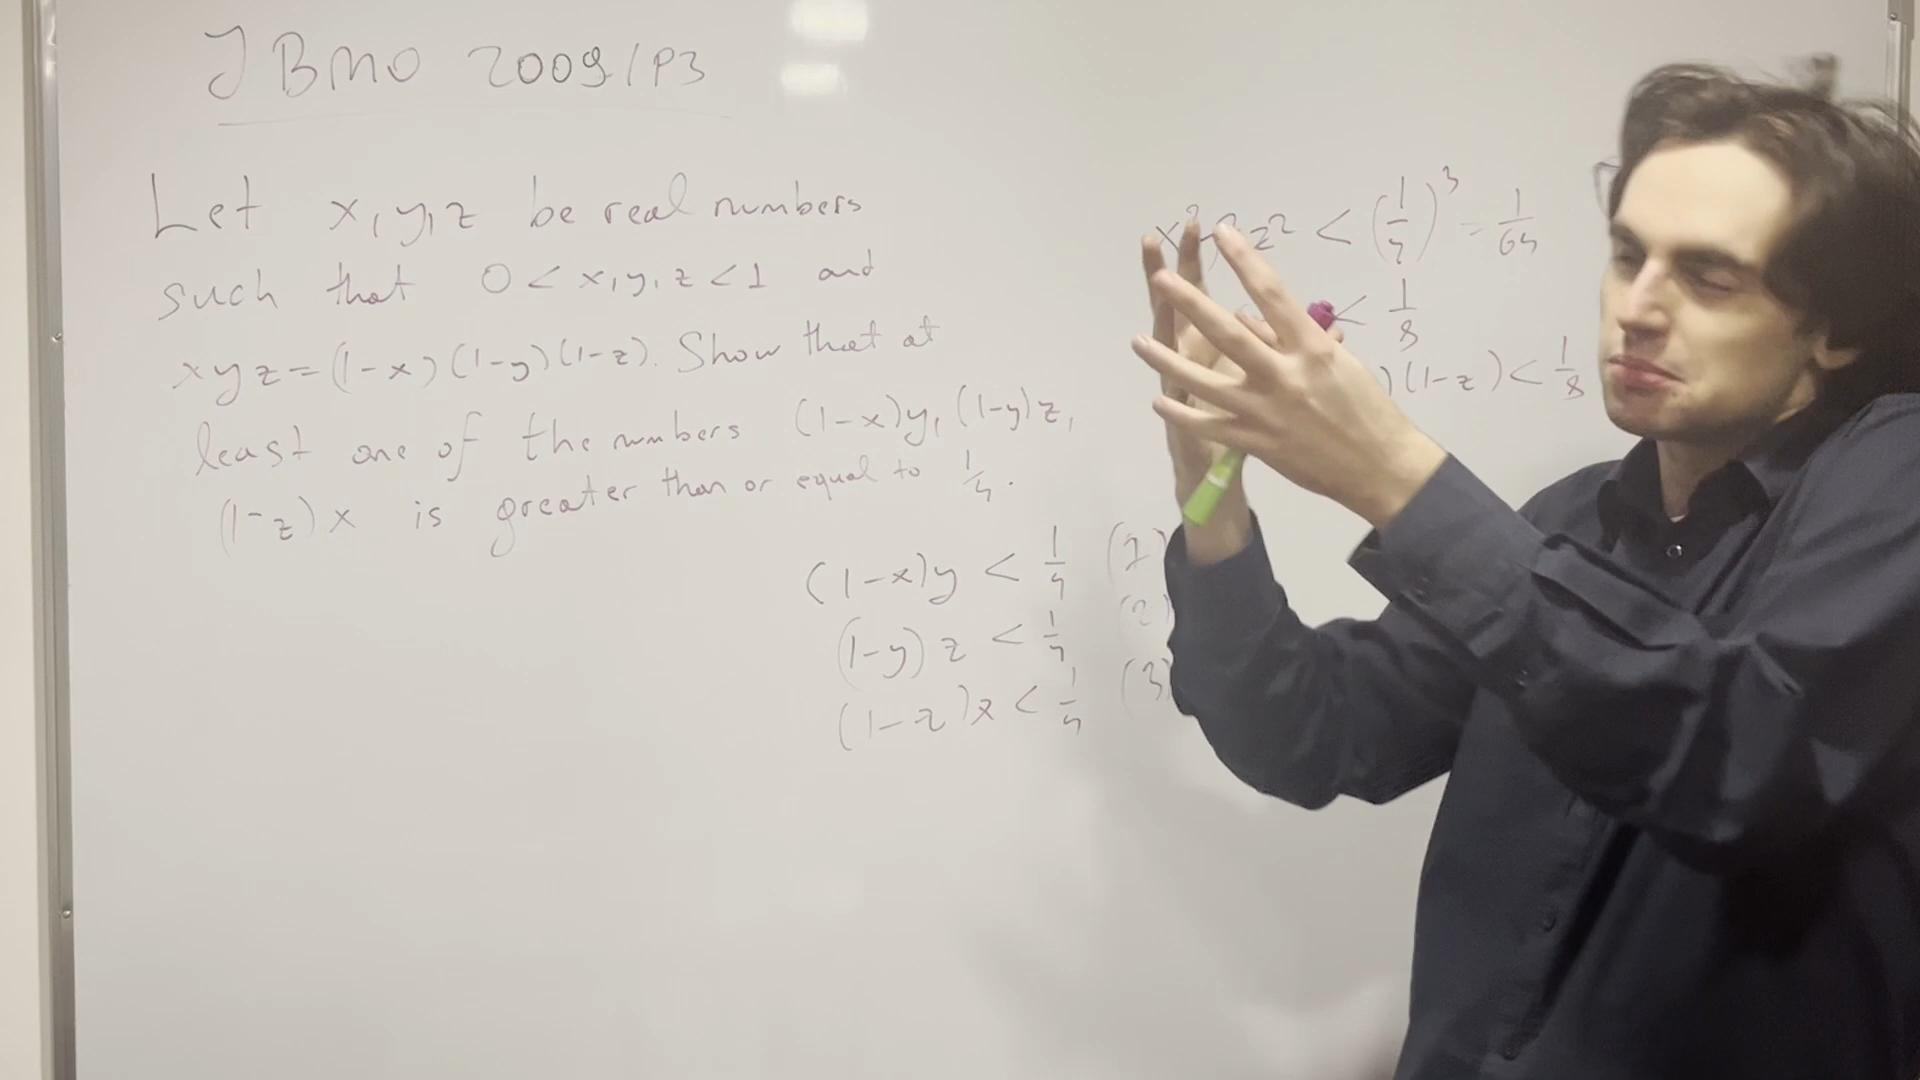 JBMO 2009/P3
Let x, y, z be real numbers
such that 0 < x, y, z < 1 and
xyz = (1-x)(1-y)(1-z). Show that at
least one of the numbers (1-x)y, (1-y)z,
(1-z)x is greater than or equal to 1/4.
(1-x)y < 1/4 (1)
(1-y)z < 1/4 (2)
(1-z)x < 1/4 (3)
z² < (1/4)³ = 1/64
< 1/8
)(1-z) < 1/8